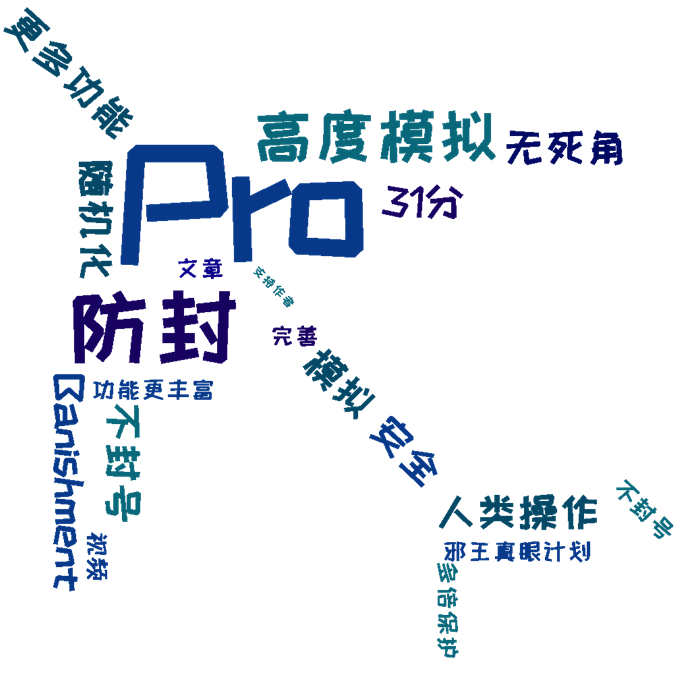 更多功能
高度模拟
无死角
随机化
Pro
31分
文章
支持作者
防封
完善
模拟
功能更丰富
Banishment
不封号
安全
视频
人类操作
不封号
邪王真眼计划
多倍保护